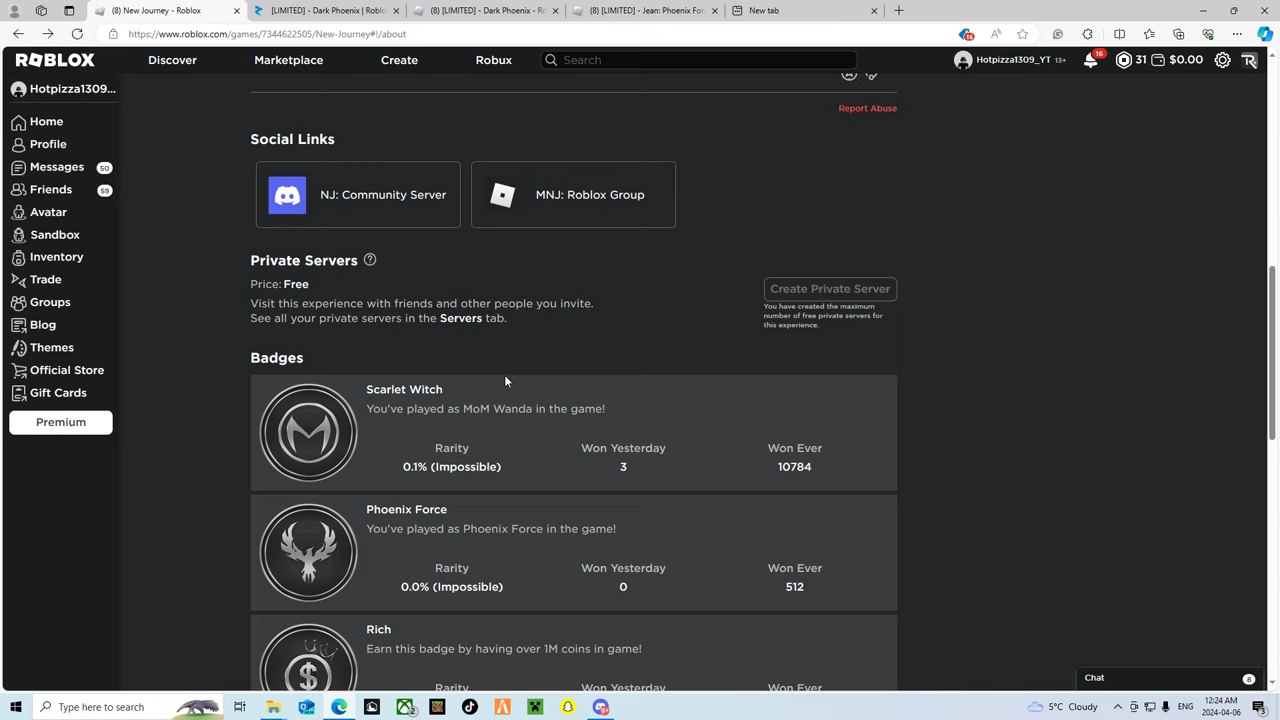 (8) New Journey - Roblox
[LIMITED] - Dark Phoenix | Robl
(8) [LIMITED] - Dark Phoenix - Ro
(8) [LIMITED] - Jean: Phoenix For
New tab
https://www.roblox.com/games/7344622505/New-Journey#!/about
16
ROBLOX
Discover
Marketplace
Create
Robux
Search
Hotpizza1309_YT 13+
16
31
$0.00
Hotpizza1309...
Home
Profile
Messages 50
Friends 59
Avatar
Sandbox
Inventory
Trade
Groups
Blog
Themes
Official Store
Gift Cards
Premium
Report Abuse
Social Links
NJ: Community Server
MNJ: Roblox Group
Private Servers
Price: Free
Visit this experience with friends and other people you invite.
See all your private servers in the Servers tab.
Create Private Server
You have created the maximum
number of free private servers for
this experience.
Badges
Scarlet Witch
You've played as MoM Wanda in the game!
Rarity Won Yesterday Won Ever
0.1% (Impossible) 3 10784
Phoenix Force
You've played as Phoenix Force in the game!
Rarity Won Yesterday Won Ever
0.0% (Impossible) 0 512
Rich
Earn this badge by having over 1M coins in game!
Rarity Won Yesterday Won Ever
Chat 8
Type here to search
5°C Cloudy
ENG
12:24 AM
2024-04-06